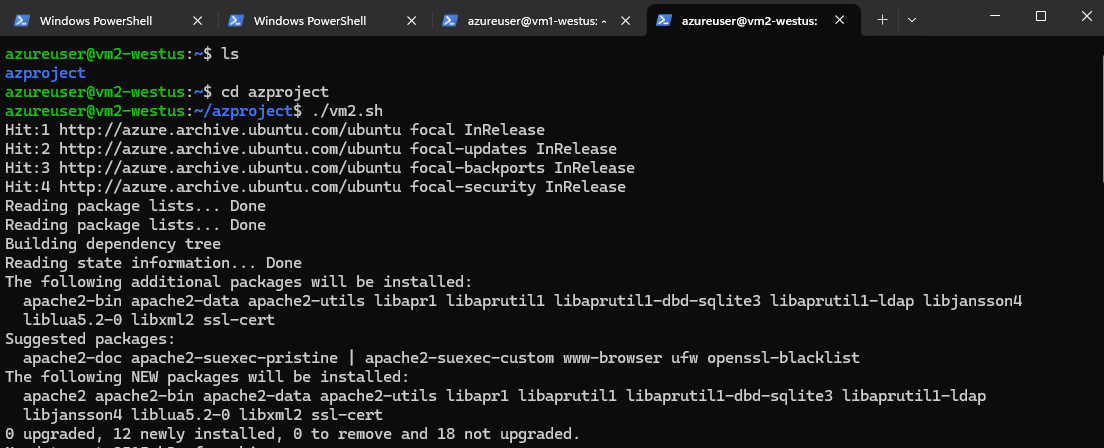 Windows PowerShell
Windows PowerShell
azureuser@vm1-westus: ~
azureuser@vm2-westus:
azureuser@vm2-westus:~$ ls
azproject
azureuser@vm2-westus:~$ cd azproject
azureuser@vm2-westus:~/azproject$ ./vm2.sh
Hit:1 http://azure.archive.ubuntu.com/ubuntu focal InRelease
Hit:2 http://azure.archive.ubuntu.com/ubuntu focal-updates InRelease
Hit:3 http://azure.archive.ubuntu.com/ubuntu focal-backports InRelease
Hit:4 http://azure.archive.ubuntu.com/ubuntu focal-security InRelease
Reading package lists... Done
Reading package lists... Done
Building dependency tree
Reading state information... Done
The following additional packages will be installed:
  apache2-bin apache2-data apache2-utils libapr1 libaprutil1 libaprutil1-dbd-sqlite3 libaprutil1-ldap libjansson4
  liblua5.2-0 libxml2 ssl-cert
Suggested packages:
  apache2-doc apache2-suexec-pristine | apache2-suexec-custom www-browser ufw openssl-blacklist
The following NEW packages will be installed:
  apache2 apache2-bin apache2-data apache2-utils libapr1 libaprutil1 libaprutil1-dbd-sqlite3 libaprutil1-ldap
  libjansson4 liblua5.2-0 libxml2 ssl-cert
0 upgraded, 12 newly installed, 0 to remove and 18 not upgraded.